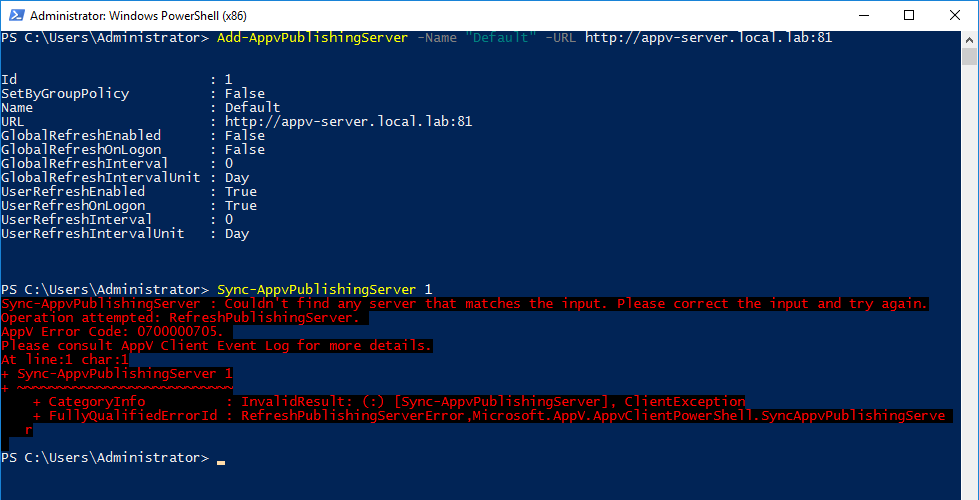 Administrator: Windows PowerShell (x86)
PS C:\Users\Administrator> Add-AppvPublishingServer -Name "Default" -URL http://appv-server.local.lab:81
Id                         : 1
SetByGroupPolicy           : False
Name                       : Default
URL                        : http://appv-server.local.lab:81
GlobalRefreshEnabled       : False
GlobalRefreshOnLogon       : False
GlobalRefreshInterval      : 0
GlobalRefreshIntervalUnit  : Day
UserRefreshEnabled         : True
UserRefreshOnLogon         : True
UserRefreshInterval        : 0
UserRefreshIntervalUnit    : Day
PS C:\Users\Administrator> Sync-AppvPublishingServer 1
Sync-AppvPublishingServer : Couldn't find any server that matches the input. Please correct the input and try again.
Operation attempted: RefreshPublishingServer.
AppV Error Code: 0700000705.
Please consult AppV Client Event Log for more details.
At line:1 char:1
+ Sync-AppvPublishingServer 1
+ ~~~~~~~~~~~~~~~~~~~~~~~~~~~
    + CategoryInfo          : InvalidResult: (:) [Sync-AppvPublishingServer], ClientException
    + FullyQualifiedErrorId : RefreshPublishingServerError,Microsoft.AppV.AppvClientPowerShell.SyncAppvPublishingServe
   r
PS C:\Users\Administrator> _